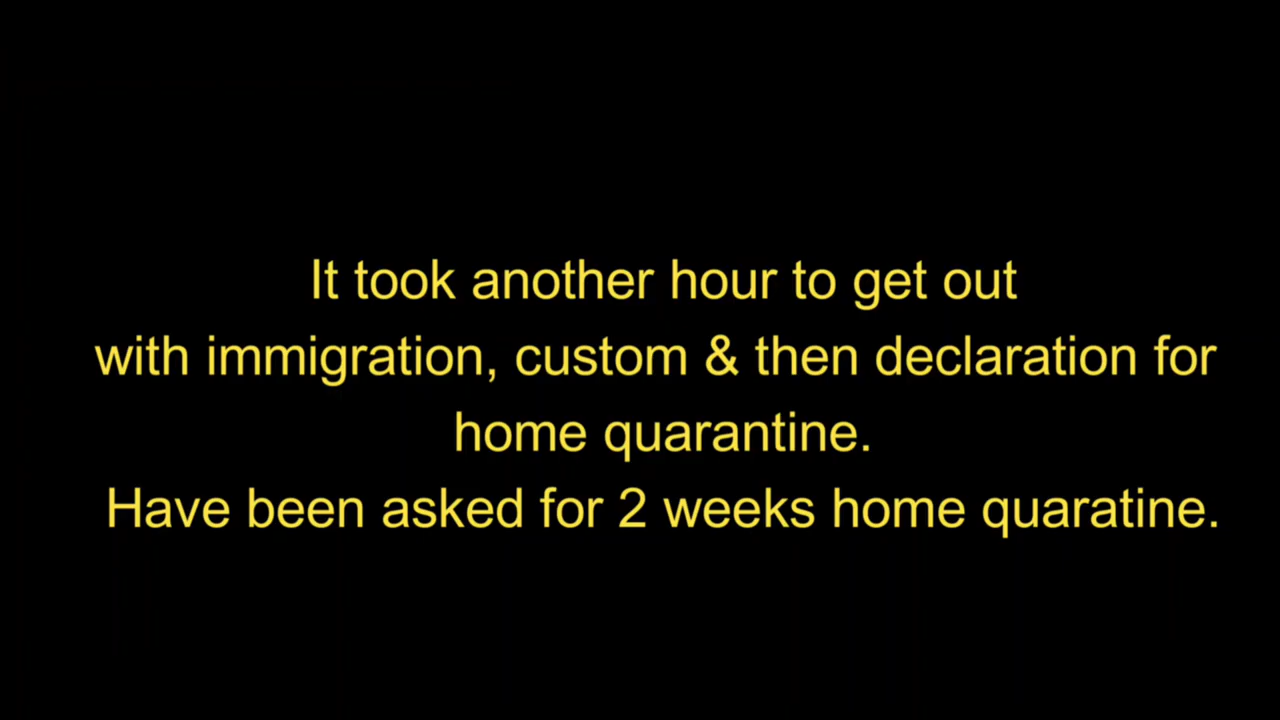 It took another hour to get out
with immigration, custom & then declaration for
home quarantine.
Have been asked for 2 weeks home quaratine.